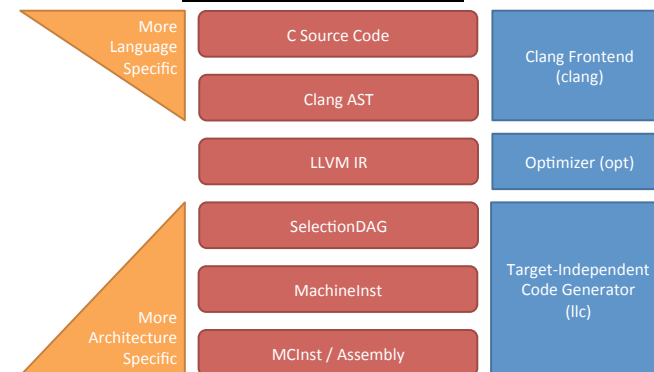 More
Language
Specific
C Source Code
Clang AST
Clang Frontend
(clang)
LLVM IR
Optimizer (opt)
SelectionDAG
MachineInst
MCInst / Assembly
More
Architecture
Specific
Target-Independent
Code Generator
(llc)